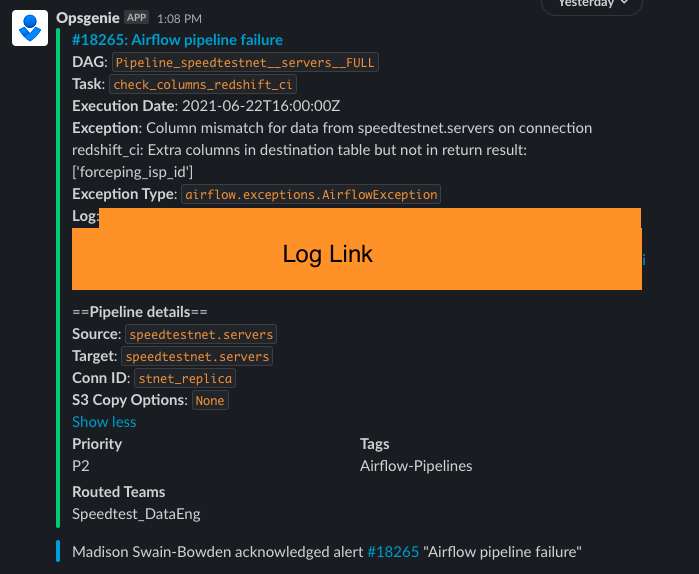 Yesterday
Opsgenie APP 1:08 PM
#18265: Airflow pipeline failure
DAG: Pipeline_speedtestnet__servers__FULL
Task: check_columns_redshift_ci
Execution Date: 2021-06-22T16:00:00Z
Exception: Column mismatch for data from speedtestnet.servers on connection
redshift_ci: Extra columns in destination table but not in return result:
['forceping_isp_id']
Exception Type: airflow.exceptions.AirflowException
Log:
Log Link
i
==Pipeline details==
Source: speedtestnet.servers
Target: speedtestnet.servers
Conn ID: stnet_replica
S3 Copy Options: None
Show less
Priority Tags
P2 Airflow-Pipelines
Routed Teams
Speedtest_DataEng
Madison Swain-Bowden acknowledged alert #18265 "Airflow pipeline failure"